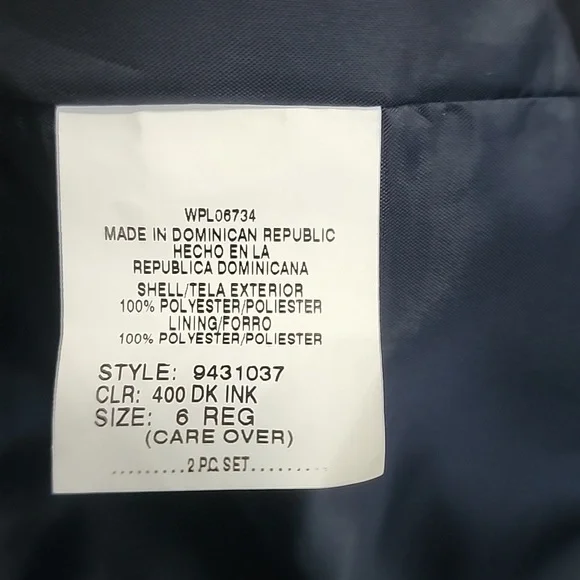 WPL06734
MADE IN DOMINICAN REPUBLIC
HECHO EN LA
REPUBLICA DOMINICANA
SHELL/TELA EXTERIOR
100% POLYESTER/POLIESTER
LINING/FORRO
100% POLYESTER/POLIESTER
STYLE: 9431037
CLR: 400 DK INK
SIZE: 6 REG
(CARE OVER)
.........2 PC SET.........